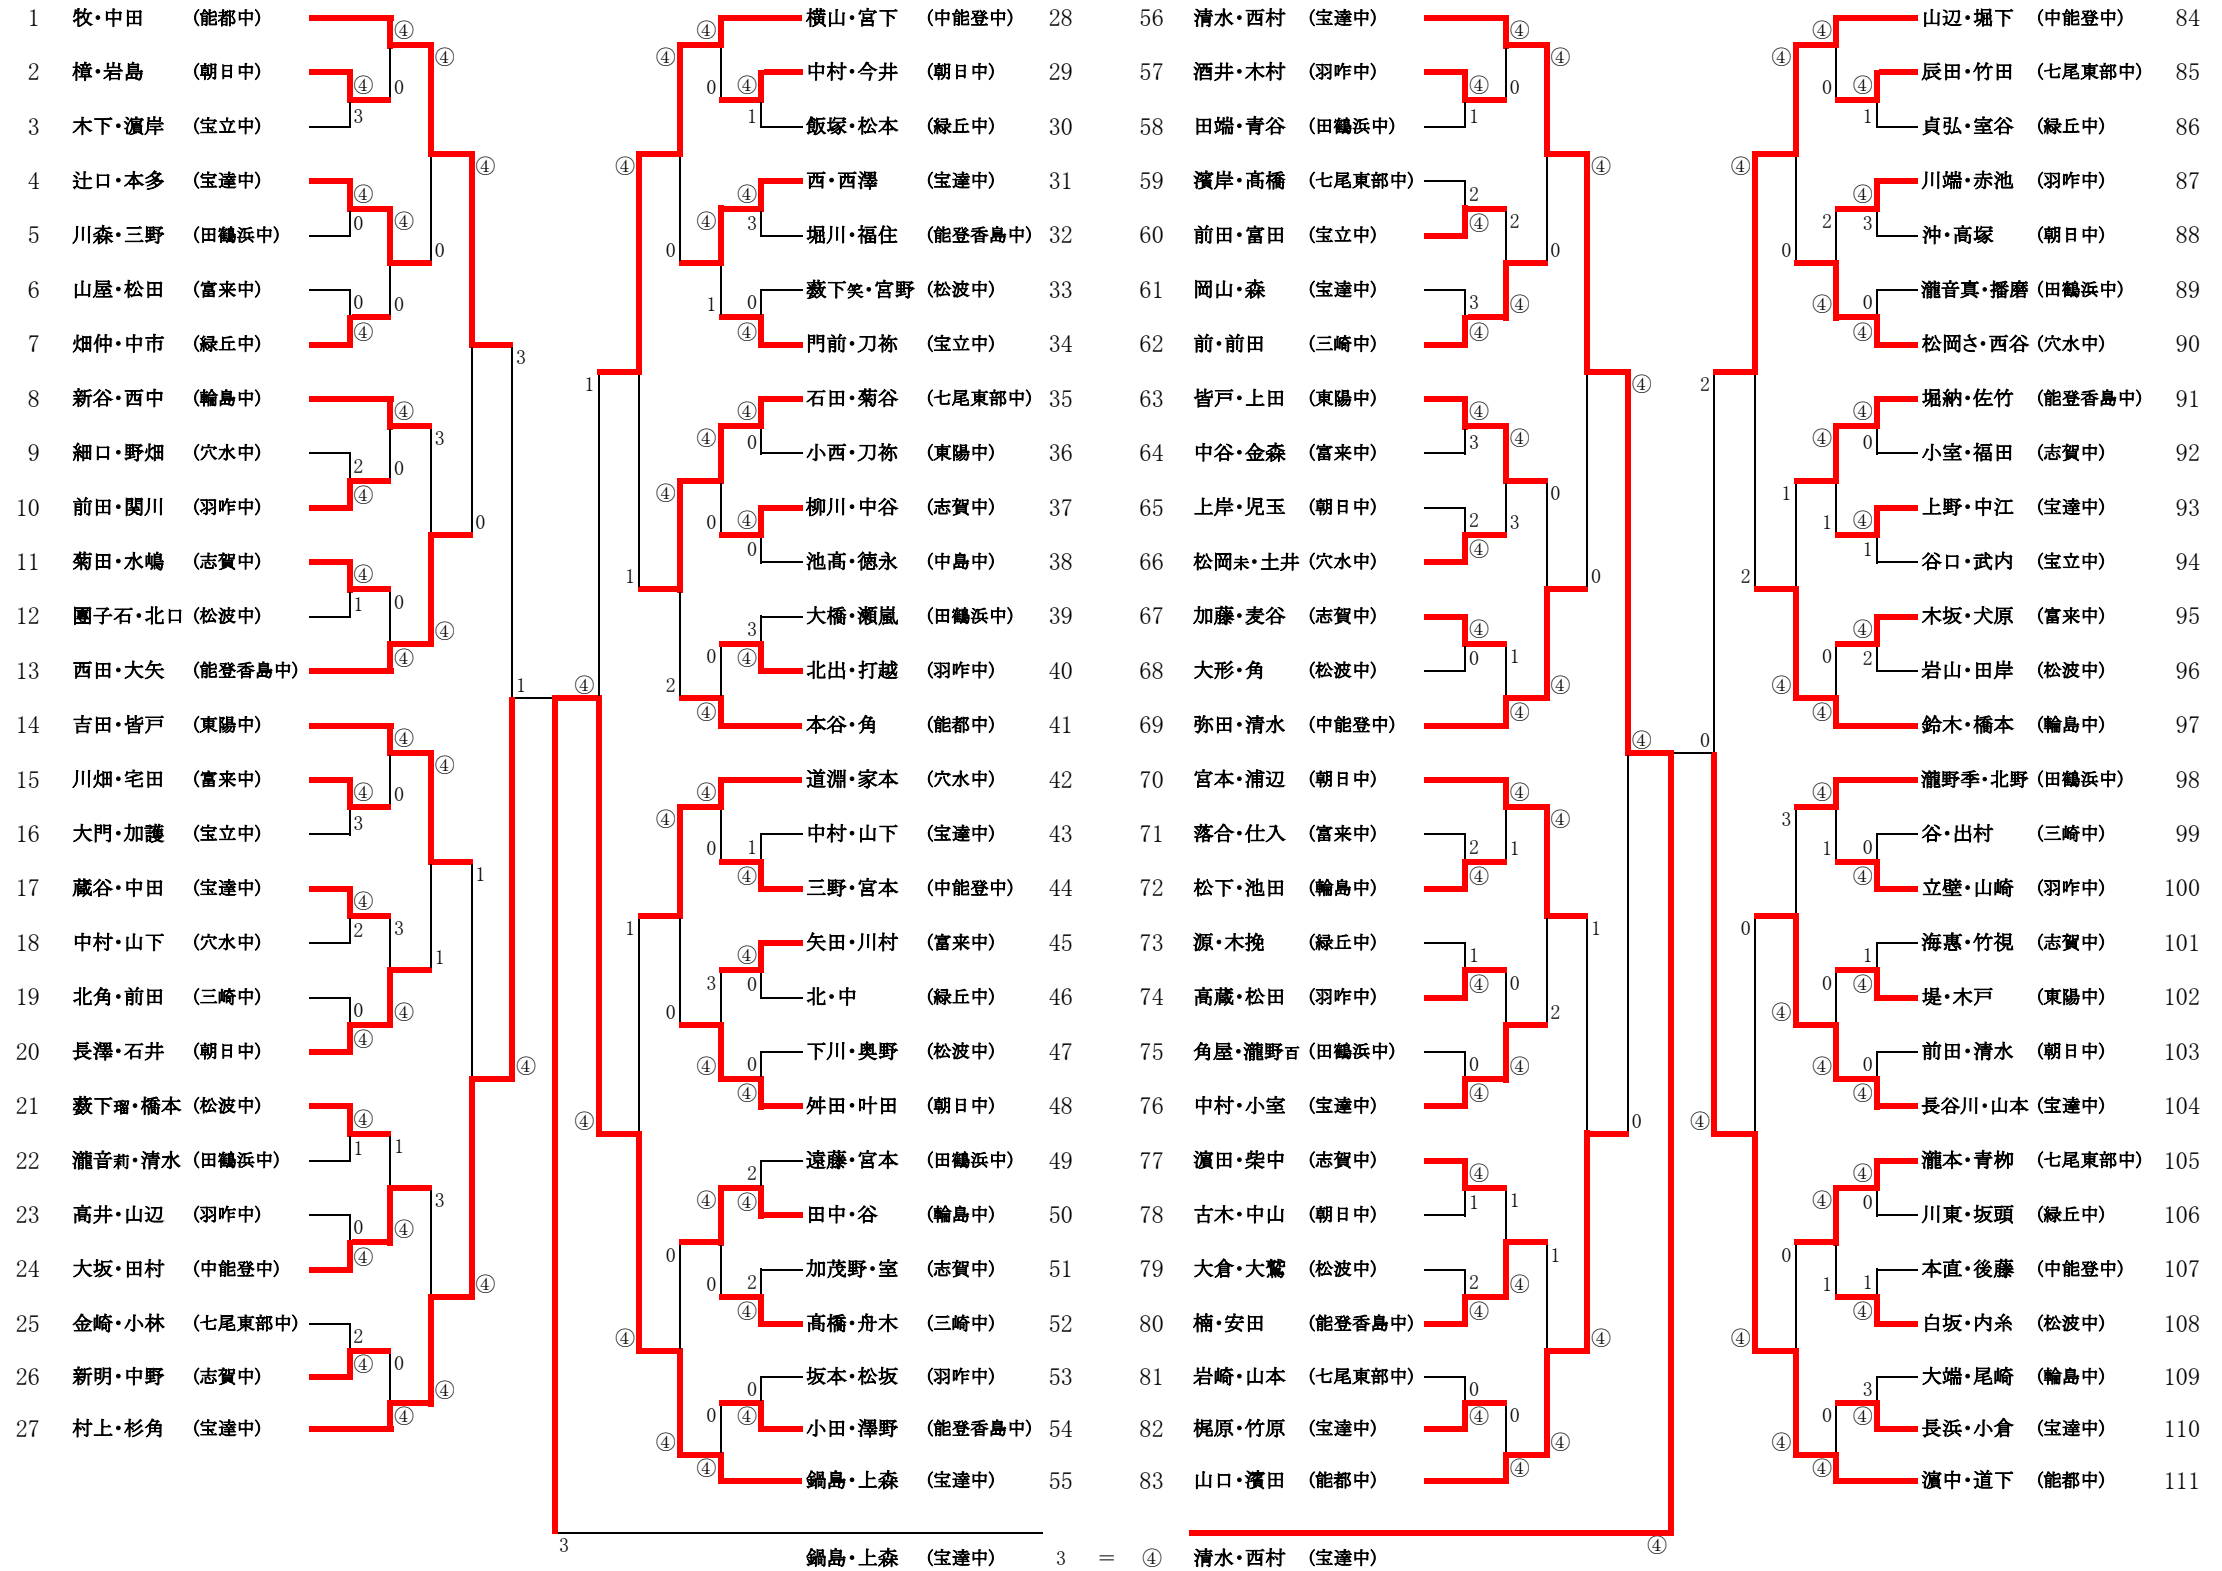 1 牧・中田 (能都中)
2 樟・岩島 (朝日中)
3 木下・濵岸 (宝立中)
4 辻口・本多 (宝達中)
5 川森・三野 (田鶴浜中)
6 山屋・松田 (富来中)
7 畑仲・中市 (緑丘中)
8 新谷・西中 (輪島中)
9 細口・野畑 (穴水中)
10 前田・関川 (羽咋中)
11 菊田・水嶋 (志賀中)
12 團子石・北口 (松波中)
13 西田・大矢 (能登香島中)
14 吉田・皆戸 (東陽中)
15 川畑・宅田 (富来中)
16 大門・加護 (宝立中)
17 蔵谷・中田 (宝達中)
18 中村・山下 (穴水中)
19 北角・前田 (三崎中)
20 長澤・石井 (朝日中)
21 薮下瑠・橋本 (松波中)
22 瀧音莉・清水 (田鶴浜中)
23 高井・山辺 (羽咋中)
24 大坂・田村 (中能登中)
25 金崎・小林 (七尾東部中)
26 新明・中野 (志賀中)
27 村上・杉角 (宝達中)
横山・宮下 (中能登中) 28
中村・今井 (朝日中) 29
飯塚・松本 (緑丘中) 30
西・西澤 (宝達中) 31
堀川・福住 (能登香島中) 32
薮下笑・宮野 (松波中) 33
門前・刀祢 (宝立中) 34
石田・菊谷 (七尾東部中) 35
小西・刀祢 (東陽中) 36
柳川・中谷 (志賀中) 37
池髙・徳永 (中島中) 38
大橋・瀬嵐 (田鶴浜中) 39
北出・打越 (羽咋中) 40
本谷・角 (能都中) 41
道淵・家本 (穴水中) 42
中村・山下 (宝達中) 43
三野・宮本 (中能登中) 44
矢田・川村 (富来中) 45
北・中 (緑丘中) 46
下川・奥野 (松波中) 47
舛田・叶田 (朝日中) 48
遠藤・宮本 (田鶴浜中) 49
田中・谷 (輪島中) 50
加茂野・室 (志賀中) 51
髙橋・舟木 (三崎中) 52
坂本・松坂 (羽咋中) 53
小田・澤野 (能登香島中) 54
鍋島・上森 (宝達中) 55
56 清水・西村 (宝達中)
57 酒井・木村 (羽咋中)
58 田端・青谷 (田鶴浜中)
59 濱岸・髙橋 (七尾東部中)
60 前田・富田 (宝立中)
61 岡山・森 (宝達中)
62 前・前田 (三崎中)
63 皆戸・上田 (東陽中)
64 中谷・金森 (富来中)
65 上岸・児玉 (朝日中)
66 松岡未・土井 (穴水中)
67 加藤・麦谷 (志賀中)
68 大形・角 (松波中)
69 弥田・清水 (中能登中)
70 宮本・浦辺 (朝日中)
71 落合・仕入 (富来中)
72 松下・池田 (輪島中)
73 源・木挽 (緑丘中)
74 高蔵・松田 (羽咋中)
75 角屋・瀧野百 (田鶴浜中)
76 中村・小室 (宝達中)
77 濵田・柴中 (志賀中)
78 古木・中山 (朝日中)
79 大倉・大鷲 (松波中)
80 楠・安田 (能登香島中)
81 岩崎・山本 (七尾東部中)
82 梶原・竹原 (宝達中)
83 山口・濱田 (能都中)
山辺・堀下 (中能登中) 84
辰田・竹田 (七尾東部中) 85
貞弘・室谷 (緑丘中) 86
川端・赤池 (羽咋中) 87
沖・高塚 (朝日中) 88
瀧音真・播磨 (田鶴浜中) 89
松岡さ・西谷 (穴水中) 90
堀納・佐竹 (能登香島中) 91
小室・福田 (志賀中) 92
上野・中江 (宝達中) 93
谷口・武内 (宝立中) 94
木坂・犬原 (富来中) 95
岩山・田岸 (松波中) 96
鈴木・橋本 (輪島中) 97
瀧野季・北野 (田鶴浜中) 98
谷・出村 (三崎中) 99
立壁・山崎 (羽咋中) 100
海惠・竹視 (志賀中) 101
堤・木戸 (東陽中) 102
前田・清水 (朝日中) 103
長谷川・山本 (宝達中) 104
瀧本・青栁 (七尾東部中) 105
川東・坂頭 (緑丘中) 106
本直・後藤 (中能登中) 107
白坂・内糸 (松波中) 108
大端・尾崎 (輪島中) 109
長浜・小倉 (宝達中) 110
濵中・道下 (能都中) 111
3 ④
鍋島・上森 (宝達中) 3 = ④ 清水・西村 (宝達中)